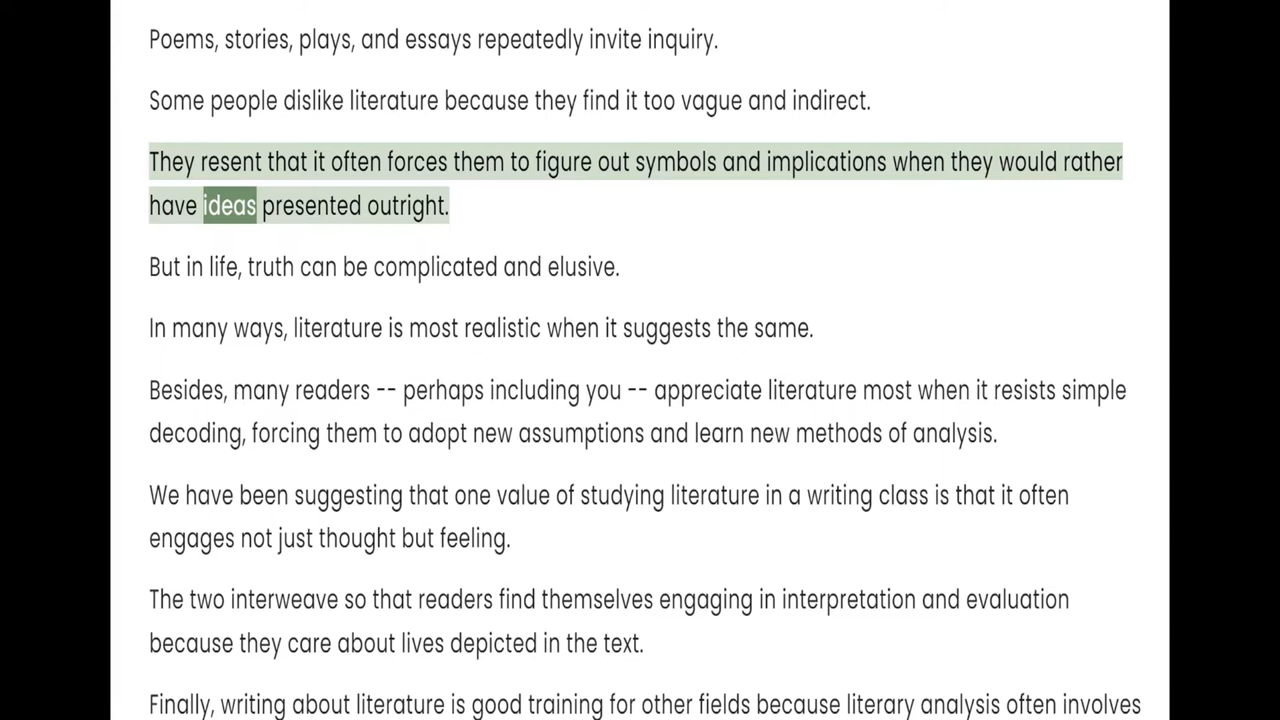 Poems, stories, plays, and essays repeatedly invite inquiry.
Some people dislike literature because they find it too vague and indirect.
They resent that it often forces them to figure out symbols and implications when they would rather
have ideas presented outright.
But in life, truth can be complicated and elusive.
In many ways, literature is most realistic when it suggests the same.
Besides, many readers -- perhaps including you -- appreciate literature most when it resists simple
decoding, forcing them to adopt new assumptions and learn new methods of analysis.
We have been suggesting that one value of studying literature in a writing class is that it often
engages not just thought but feeling.
The two interweave so that readers find themselves engaging in interpretation and evaluation
because they care about lives depicted in the text.
Finally, writing about literature is good training for other fields because literary analysis often involves